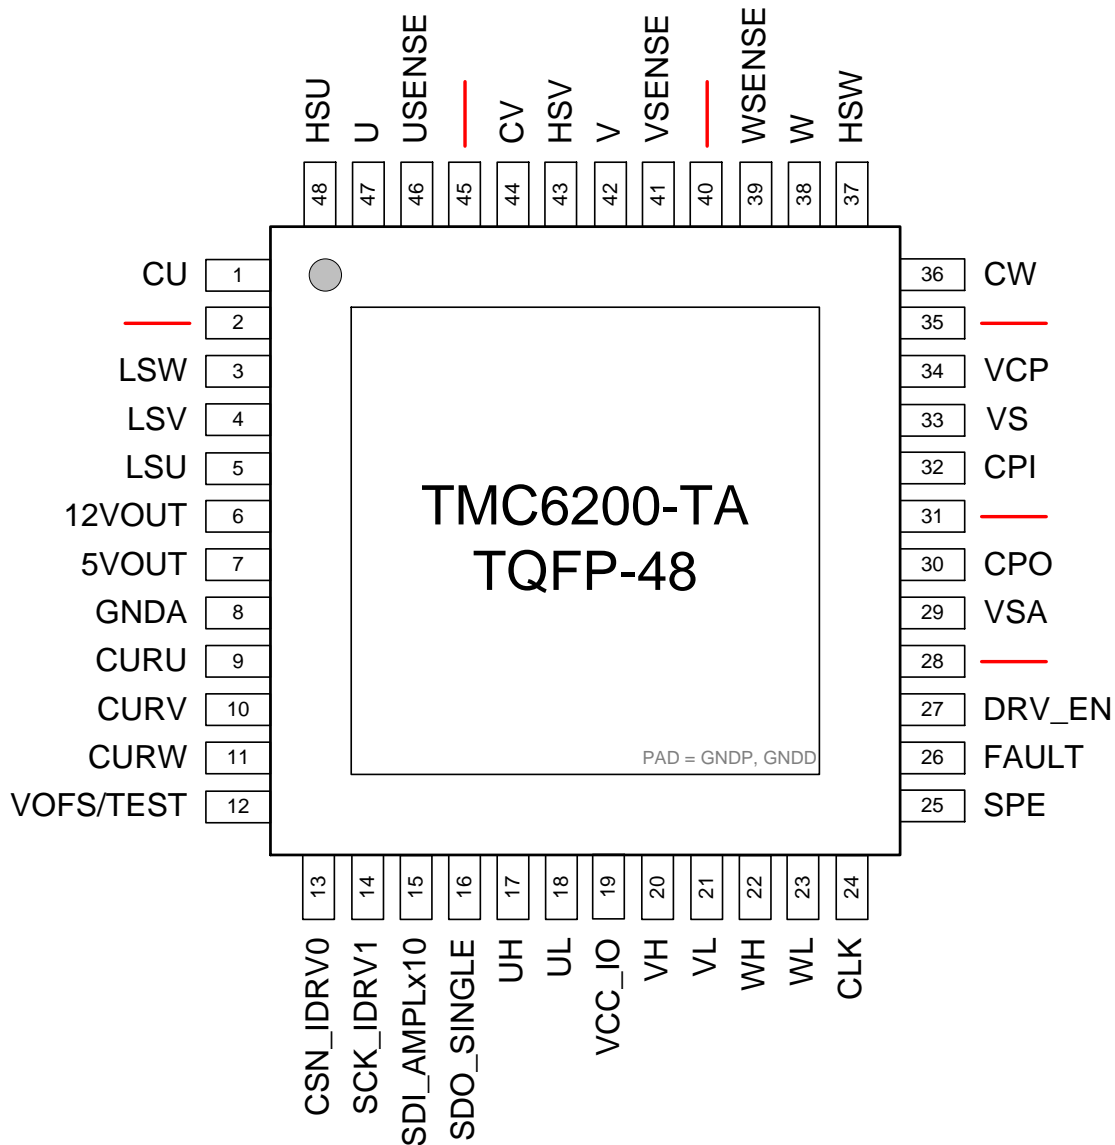 HSU
U
USENSE
CV
HSV
V
VSENSE
WSENSE
W
HSW
48
47
46
45
44
43
42
41
40
39
38
37
CU 1
2
LSW 3
LSV 4
LSU 5
12VOUT 6
5VOUT 7
GNDA 8
CURU 9
CURV 10
CURW 11
VOFS/TEST 12
TMC6200-TA
TQFP-48
PAD = GNDP, GNDD
36 CW
35
34 VCP
33 VS
32 CPI
31
30 CPO
29 VSA
28
27 DRV_EN
26 FAULT
25 SPE
13
14
15
16
17
18
19
20
21
22
23
24
CSN_IDRV0
SCK_IDRV1
SDI_AMPLx10
SDO_SINGLE
UH
UL
VCC_IO
VH
VL
WH
WL
CLK